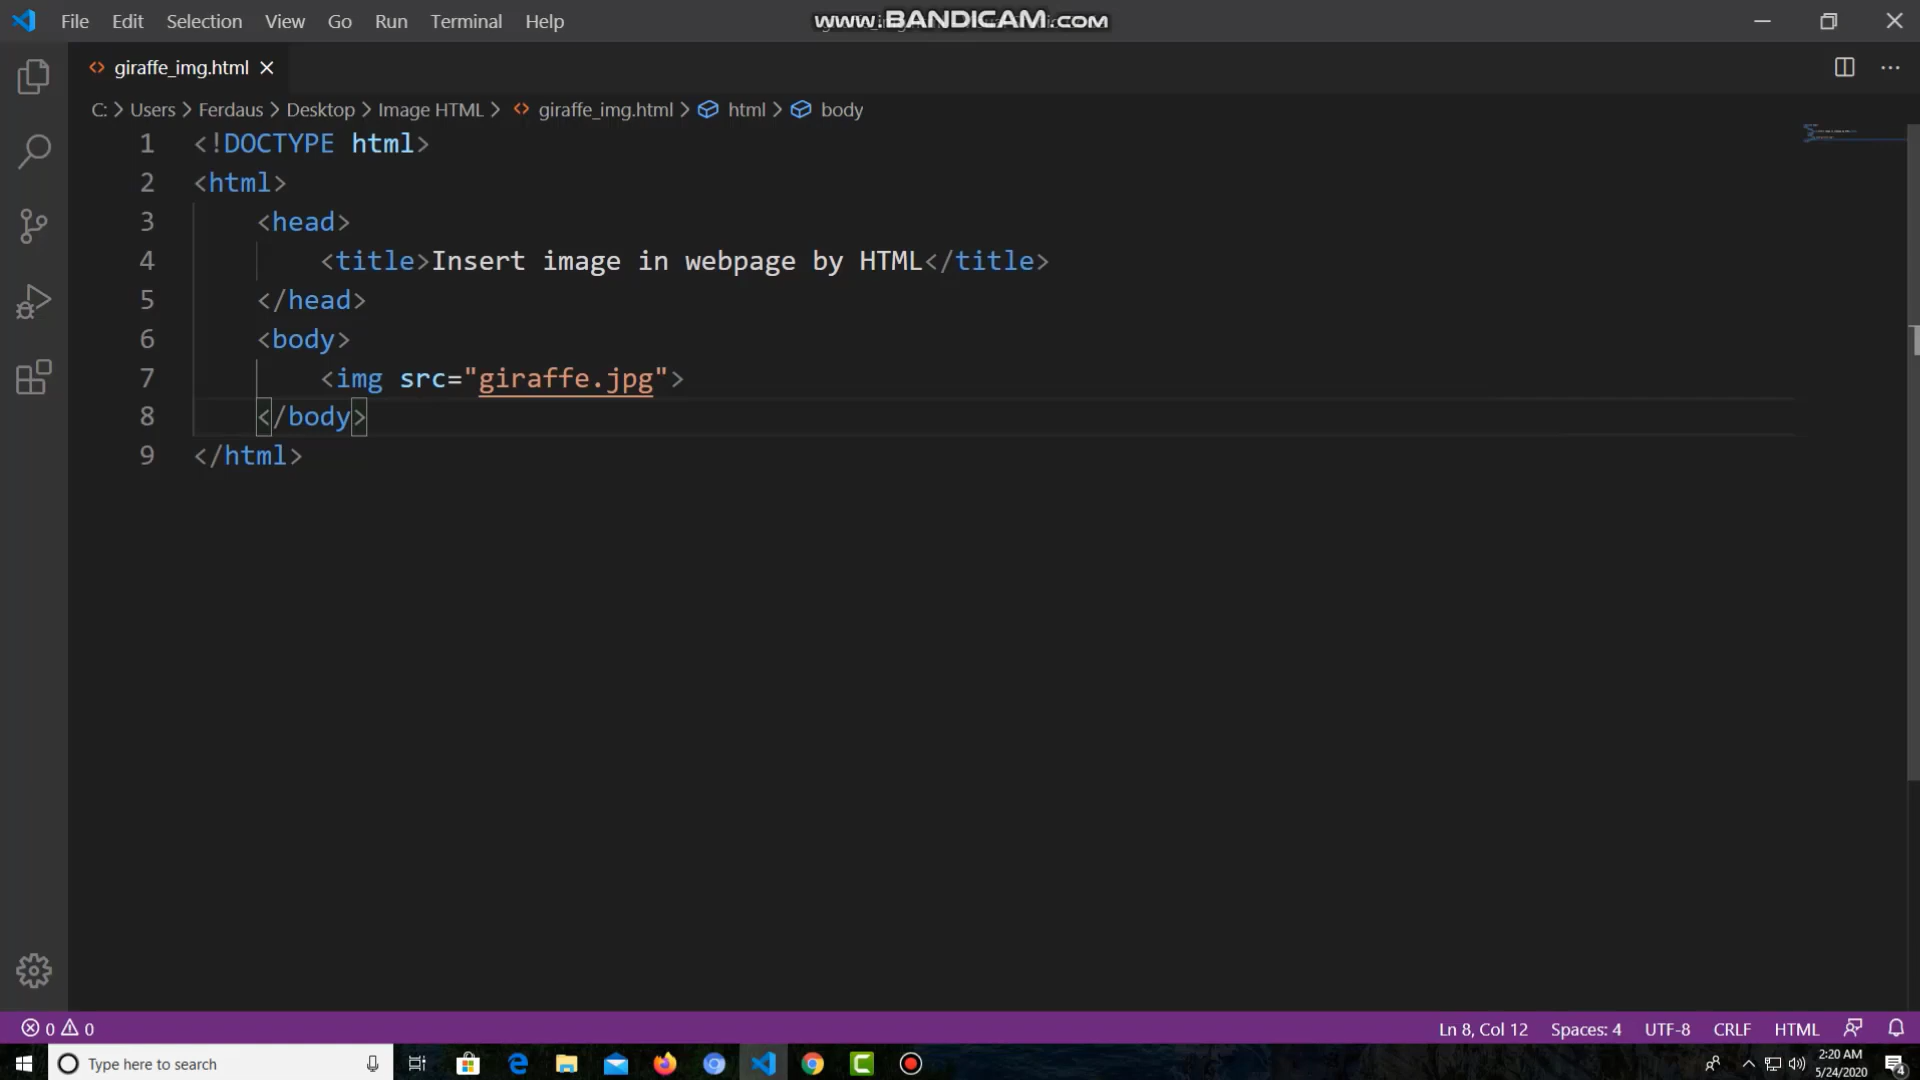 File Edit Selection View Go Run Terminal Help
www.BANDICAM.com
giraffe_img.html
C: > Users > Ferdaus > Desktop > Image HTML > giraffe_img.html > html > body
1 <!DOCTYPE html>
2 <html>
3 <head>
4 <title>Insert image in webpage by HTML</title>
5 </head>
6 <body>
7 <img src="giraffe.jpg">
8 </body>
9 </html>
0 0 Ln 8, Col 12 Spaces: 4 UTF-8 CRLF HTML
Type here to search
2:20 AM
5/24/2020
4